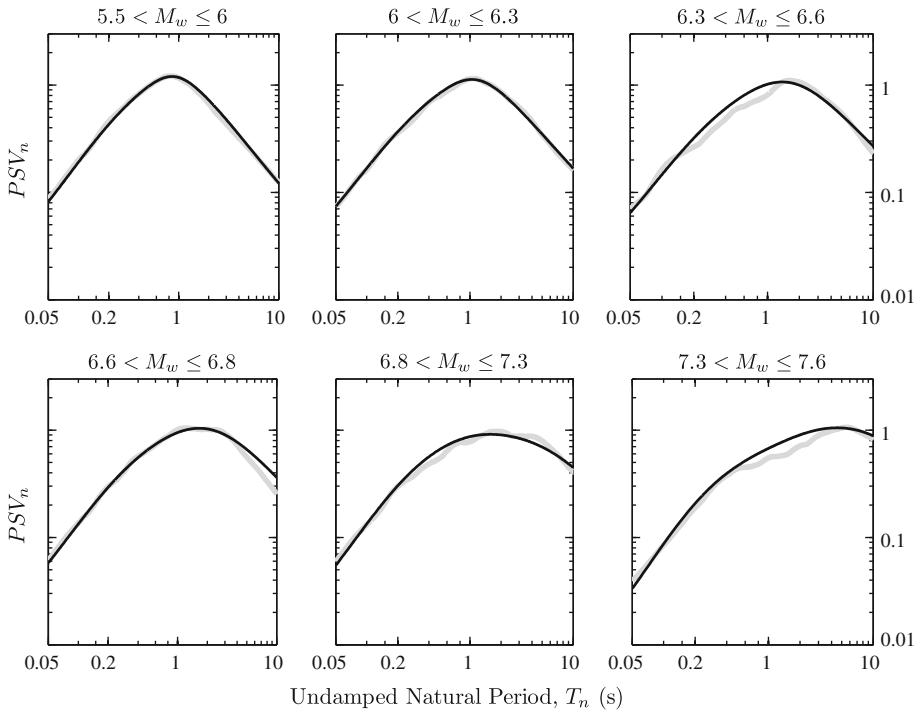 5.5 < M_w ≤ 6 6 < M_w ≤ 6.3 6.3 < M_w ≤ 6.6
PSV_n
1
0.1
0.01
0.05 0.2 1 10 0.05 0.2 1 10 0.05 0.2 1 10
6.6 < M_w ≤ 6.8 6.8 < M_w ≤ 7.3 7.3 < M_w ≤ 7.6
PSV_n
1
0.1
0.01
0.05 0.2 1 10 0.05 0.2 1 10 0.05 0.2 1 10
Undamped Natural Period, T_n (s)